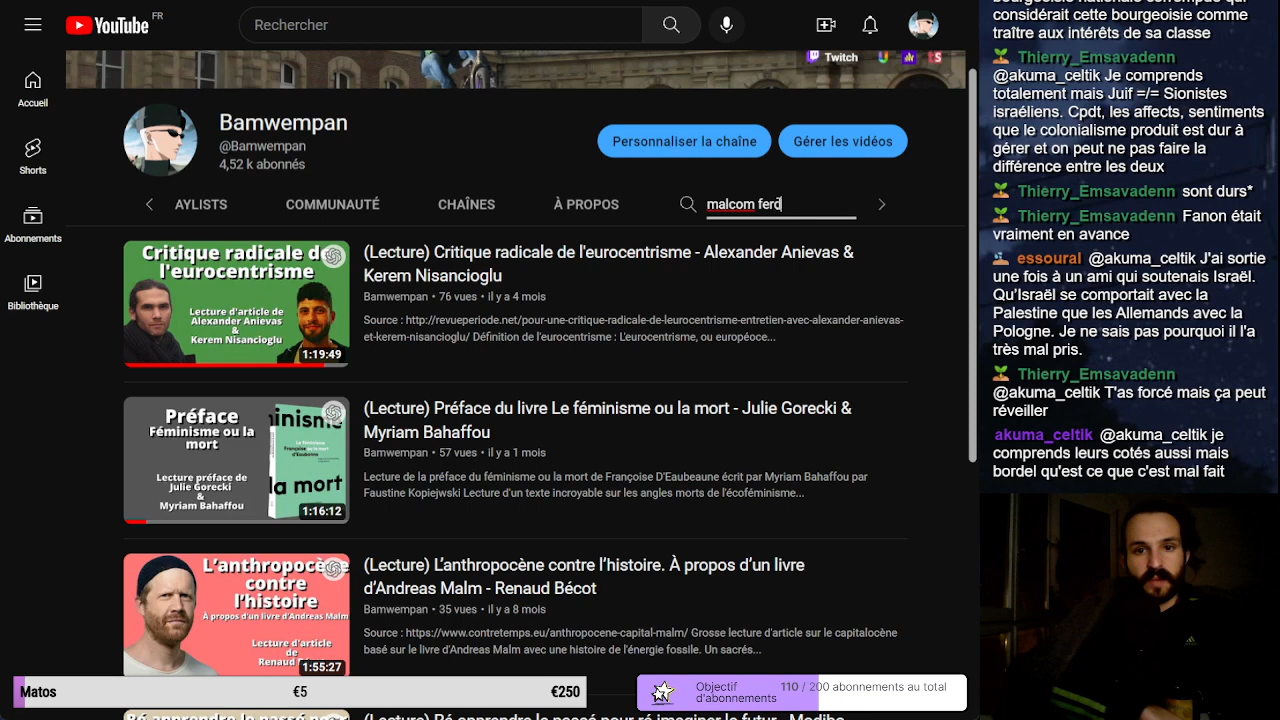 YouTube FR
Rechercher
Accueil
Shorts
Abonnements
Bibliothèque
Twitch
Bamwempan
@Bamwempan
4,52 k abonnés
Personnaliser la chaîne
Gérer les vidéos
AYLISTS
COMMUNAUTÉ
CHAÎNES
À PROPOS
malcom ferd
Critique radicale de
l'eurocentrisme
Lecture d'article de
Alexander Anievas
&
Kerem Nisancioglu
1:19:49
(Lecture) Critique radicale de l'eurocentrisme - Alexander Anievas &
Kerem Nisancioglu
Bamwempan • 76 vues • il y a 4 mois
Source : http://revueperiode.net/pour-une-critique-radicale-de-leurocentrisme-entretien-avec-alexander-anievas-
et-kerem-nisancioglu/ Définition de l'eurocentrisme : L'eurocentrisme, ou européoce...
Préface
Féminisme ou la
mort
Lecture préface de
Julie Gorecki
&
Myriam Bahaffou
1:16:12
(Lecture) Préface du livre Le féminisme ou la mort - Julie Gorecki &
Myriam Bahaffou
Bamwempan • 57 vues • il y a 1 mois
Lecture de la préface du féminisme ou la mort de Françoise D'Eaubeaune écrit par Myriam Bahaffou par
Faustine Kopiejwski Lecture d'un texte incroyable sur les angles morts de l'écoféminisme...
L'anthropocène
contre
l'histoire
À propos d'un livre d'Andreas Malm
Lecture d'article
de
Renaud
1:55:27
(Lecture) L'anthropocène contre l'histoire. À propos d'un livre
d'Andreas Malm - Renaud Bécot
Bamwempan • 35 vues • il y a 8 mois
Source : https://www.contretemps.eu/anthropocene-capital-malm/ Grosse lecture d'article sur le capitalocène
basé sur le livre d'Andreas Malm avec une histoire de l'énergie fossile. Un sacrés...
(Lecture) Ré apprendre le passé pour ré imaginer le futur - Modibo
Matos
€5
€250
Objectif
d'abonnements
110 / 200 abonnements au total
considérait cette bourgeoisie comme
traître aux intérêts de sa classe
Thierry_Emsavadenn
@akuma_celtik Je comprends
totalement mais Juif =/= Sionistes
israéliens. Cpdt, les affects, sentiments
que le colonialisme produit est dur à
gérer et on peut ne pas faire la
différence entre les deux
Thierry_Emsavadenn sont durs*
Thierry_Emsavadenn Fanon était
vraiment en avance
essoural @akuma_celtik J'ai sortie
une fois à un ami qui soutenais Israël.
Qu'Israël se comportait avec la
Palestine que les Allemands avec la
Pologne. Je ne sais pas pourquoi il l'a
très mal pris.
Thierry_Emsavadenn
@akuma_celtik T'as forcé mais ça peut
réveiller
akuma_celtik @akuma_celtik je
comprends leurs cotés aussi mais
bordel qu'est ce que c'est mal fait